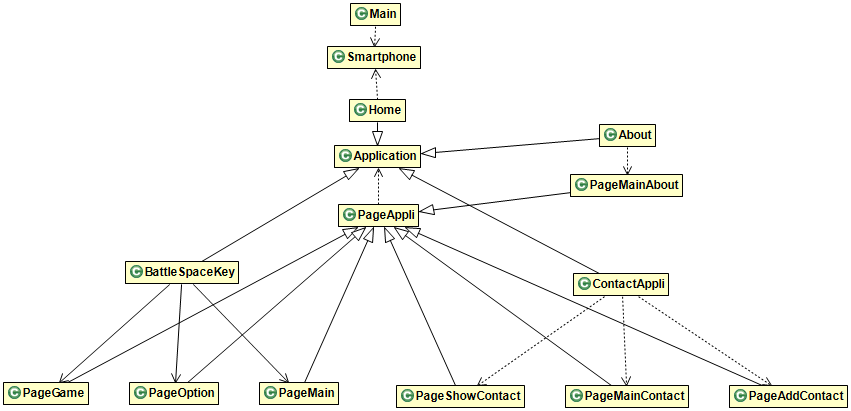 C Main
C Smartphone
C Home
C About
C Application
C PageMainAbout
C PageAppli
C BattleSpaceKey
C ContactAppli
C PageGame
C PageOption
C PageMain
C PageShowContact
C PageMainContact
C PageAddContact